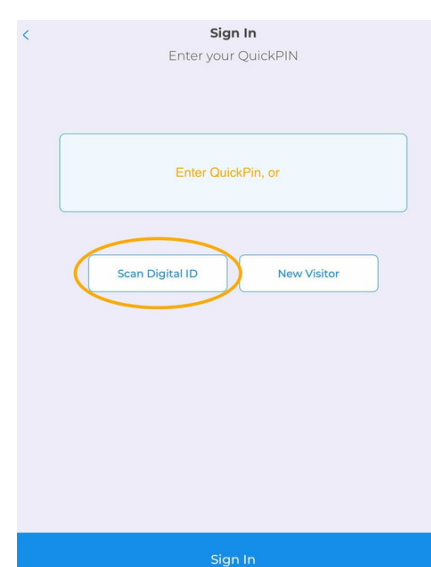 Sign In
Enter your QuickPIN
Enter QuickPin, or
Scan Digital ID
New Visitor
Sign In